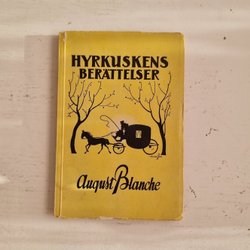 HYRKUSKENS
BERÄTTELSER
August Blanche